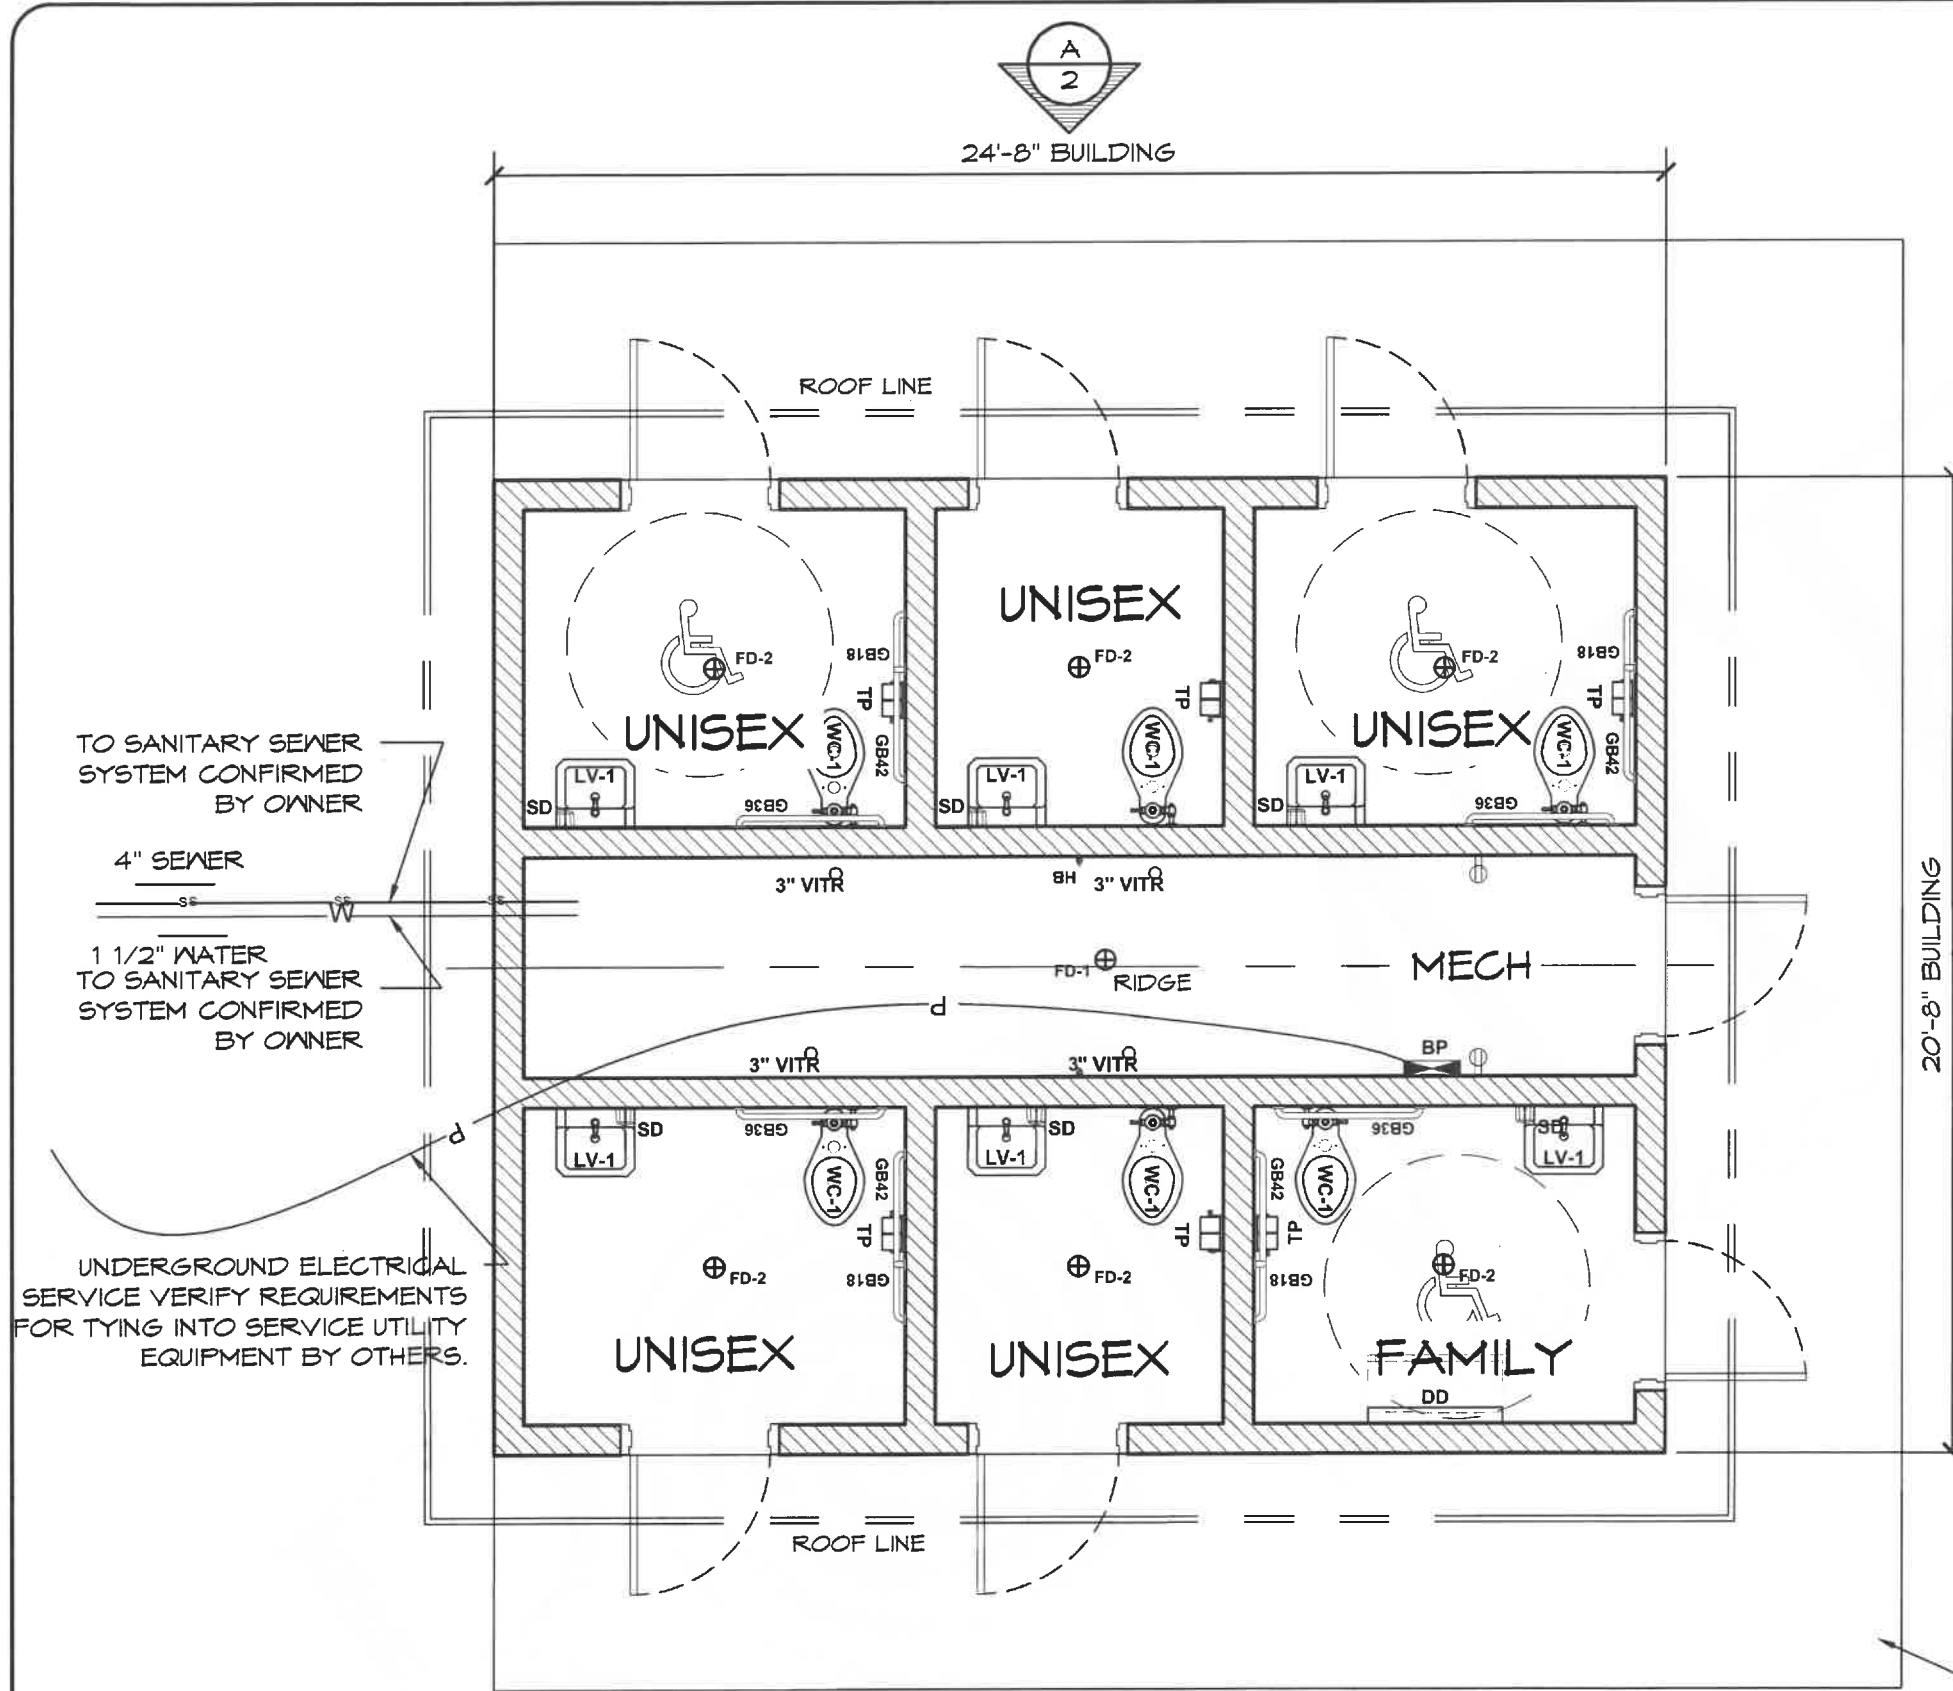 A
2
24'-8" BUILDING
ROOF LINE
UNISEX
FD-2
GB18
TP
UNISEX
WC-1
GB42
LV-1
SD
GB36
UNISEX
FD-2
TP
WC-1
LV-1
SD
FD-2
GB18
TP
UNISEX
WC-1
GB42
LV-1
SD
GB36
TO SANITARY SEWER
SYSTEM CONFIRMED
BY OWNER
4" SEWER
SS
SS
SS
W
1 1/2" WATER
TO SANITARY SEWER
SYSTEM CONFIRMED
BY OWNER
3" VITR
HB
3" VITR
FD-1
RIDGE
MECH
P
3" VITR
3" VITR
BP
20'-8" BUILDING
P
SD
LV-1
GB36
WC-1
GB42
TP
GB18
FD-2
UNISEX
SD
LV-1
WC-1
TP
FD-2
UNISEX
GB36
GB42
WC-1
SD
LV-1
TP
GB18
FD-2
FAMILY
DD
UNDERGROUND ELECTRICAL
SERVICE VERIFY REQUIREMENTS
FOR TYING INTO SERVICE UTILITY
EQUIPMENT BY OTHERS.
ROOF LINE